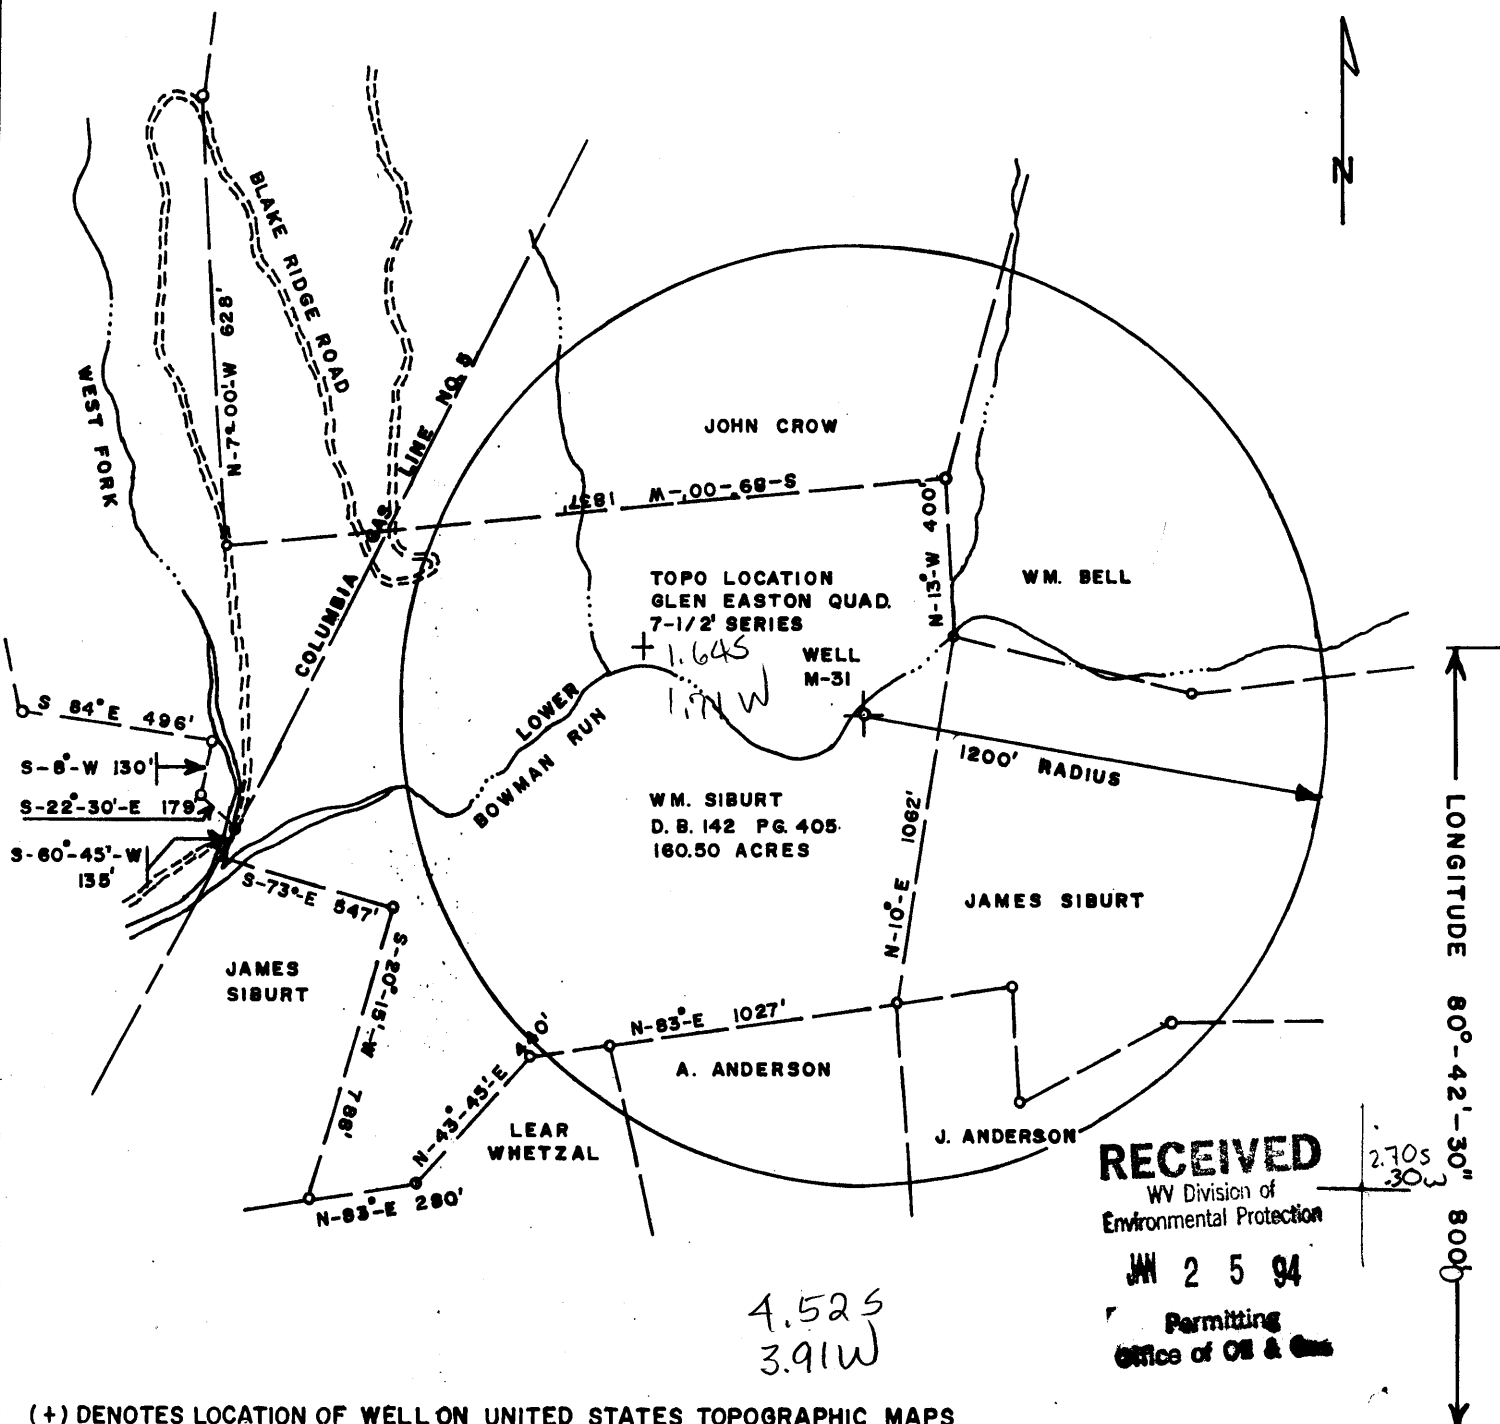 N
BLAKE RIDGE ROAD
N-7°-00'-W 628'
WEST FORK
COLUMBIA GAS LINE NO. 5
JOHN CROW
S-89°-00'-W 1837'
N-13°-W 400'
TOPO LOCATION
GLEN EASTON QUAD.
7-1/2' SERIES
1.64S
1.71W
WELL
M-31
WM. BELL
S 84° E 496'
S-8°-W 130'
S-22°-30'-E 179'
S-60°-45'-W
135'
S-73°-E 547'
LOWER
BOWMAN RUN
1200' RADIUS
WM. SIBURT
D.B. 142 PG. 405
160.50 ACRES
N-10°-E 1062'
JAMES SIBURT
JAMES
SIBURT
S-20°-15'-W 788'
N-83°-E 280'
N-43°-45'-E 440'
N-83°-E 1027'
A. ANDERSON
LEAR
WHETZAL
J. ANDERSON
LONGITUDE 80°-42'-30" 8000'
RECEIVED
WV Division of
Environmental Protection
JAN 25 94
Permitting
Office of Oil & Gas
2.70S
.30W
4.52S
3.91W
(+) DENOTES LOCATION OF WELL ON UNITED STATES TOPOGRAPHIC MAPS